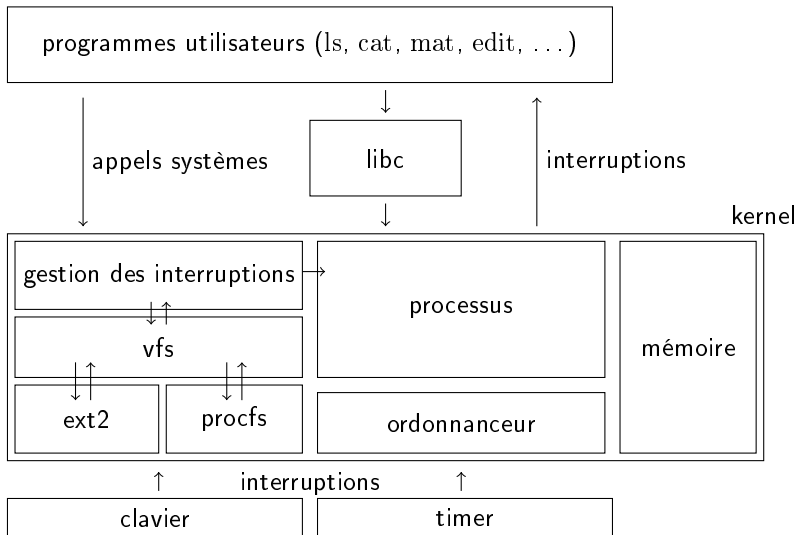 programmes utilisateurs (ls, cat, mat, edit, ...)
appels systèmes
libc
interruptions
kernel
gestion des interruptions
processus
mémoire
vfs
ext2
procfs
ordonnanceur
interruptions
clavier
timer